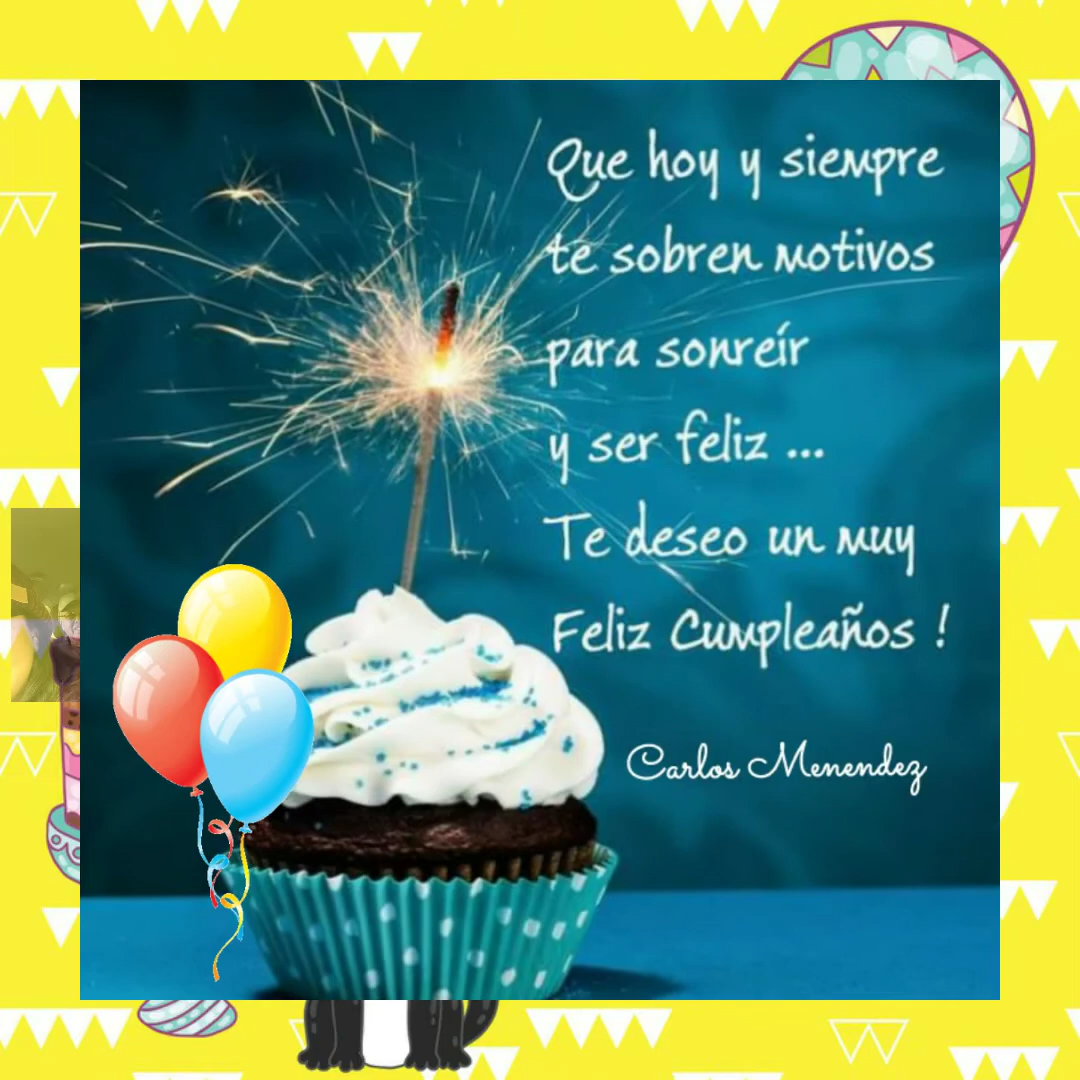 Que hoy y siempre
te sobren motivos
para sonreír
y ser feliz ...
Te deseo un muy
Feliz Cumpleaños !
Carlos Menendez